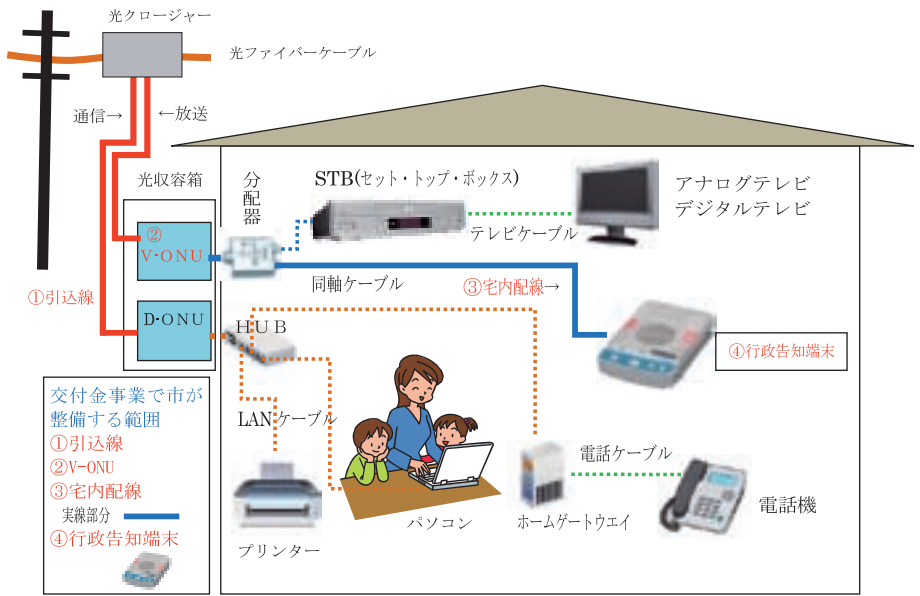 光クロージャー
光ファイバーケーブル
通信→
←放送
光収容箱
分配器
STB(セット・トップ・ボックス)
アナログテレビ
デジタルテレビ
テレビケーブル
②
V-ONU
同軸ケーブル
③宅内配線→
①引込線
D-ONU
HUB
④行政告知端末
交付金事業で市が
整備する範囲
①引込線
②V-ONU
③宅内配線
実線部分
④行政告知端末
LANケーブル
電話ケーブル
プリンター
パソコン
ホームゲートウエイ
電話機